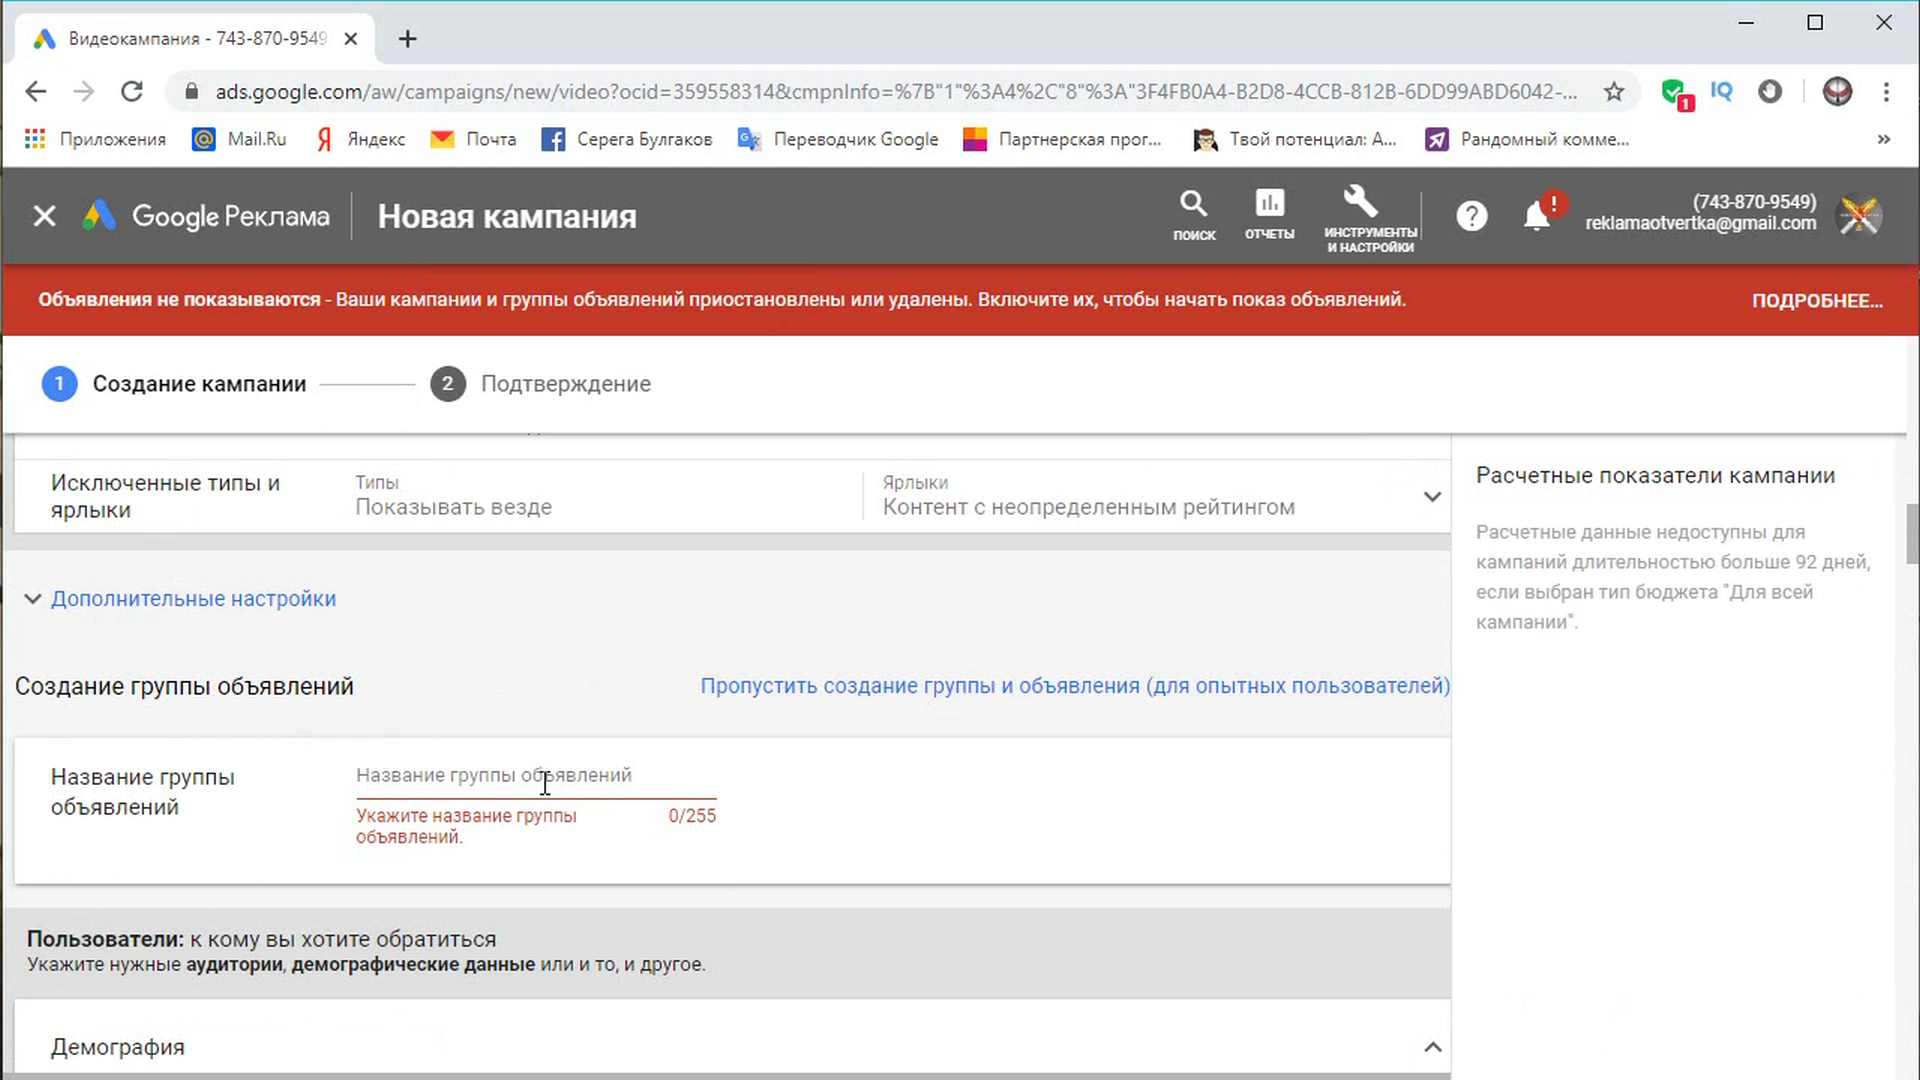 Видеокампания - 743-870-9549
ads.google.com/aw/campaigns/new/video?ocid=359558314&cmpnInfo=%7B"1"%3A4%2C"8"%3A"3F4FB0A4-B2D8-4CCB-812B-6DD99ABD6042-...
1
IQ
Приложения
Mail.Ru
Яндекс
Почта
Серега Булгаков
Переводчик Google
Партнерская прог...
Твой потенциал: А...
Рандомный комме...
»
Google Реклама
Новая кампания
ПОИСК
ОТЧЕТЫ
ИНСТРУМЕНТЫ
И НАСТРОЙКИ
?
!
(743-870-9549)
reklamaotvertka@gmail.com
Объявления не показываются - Ваши кампании и группы объявлений приостановлены или удалены. Включите их, чтобы начать показ объявлений.
ПОДРОБНЕЕ...
1 Создание кампании
2 Подтверждение
Исключенные типы и
ярлыки
Типы
Показывать везде
Ярлыки
Контент с неопределенным рейтингом
Расчетные показатели кампании
Расчетные данные недоступны для
кампаний длительностью больше 92 дней,
если выбран тип бюджета "Для всей
кампании".
Дополнительные настройки
Создание группы объявлений
Пропустить создание группы и объявления (для опытных пользователей)
Название группы
объявлений
Название группы объявлений
Укажите название группы
объявлений.
0/255
Пользователи: к кому вы хотите обратиться
Укажите нужные аудитории, демографические данные или и то, и другое.
Демография